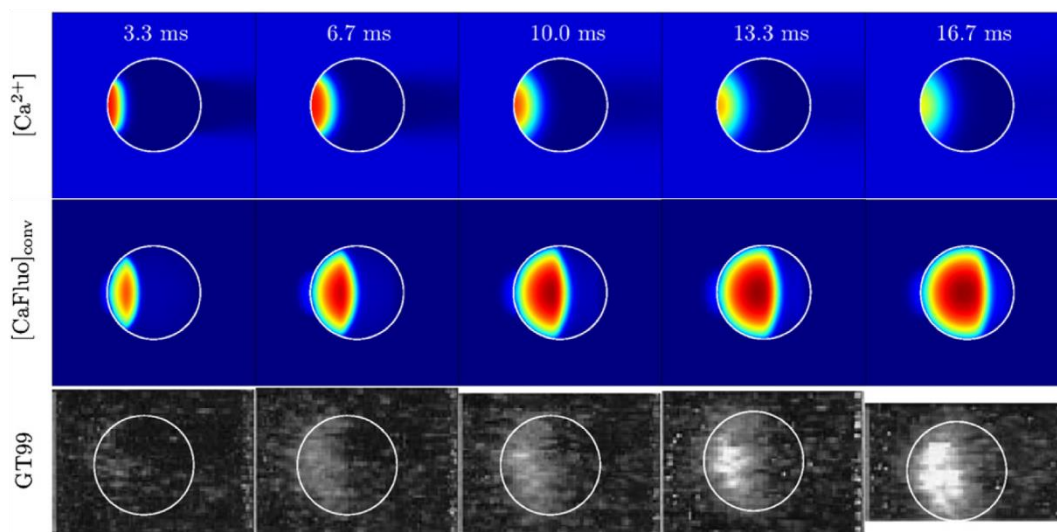 3.3 ms 6.7 ms 10.0 ms 13.3 ms 16.7 ms
[Ca²⁺]
[CaFluo]conv
GT99